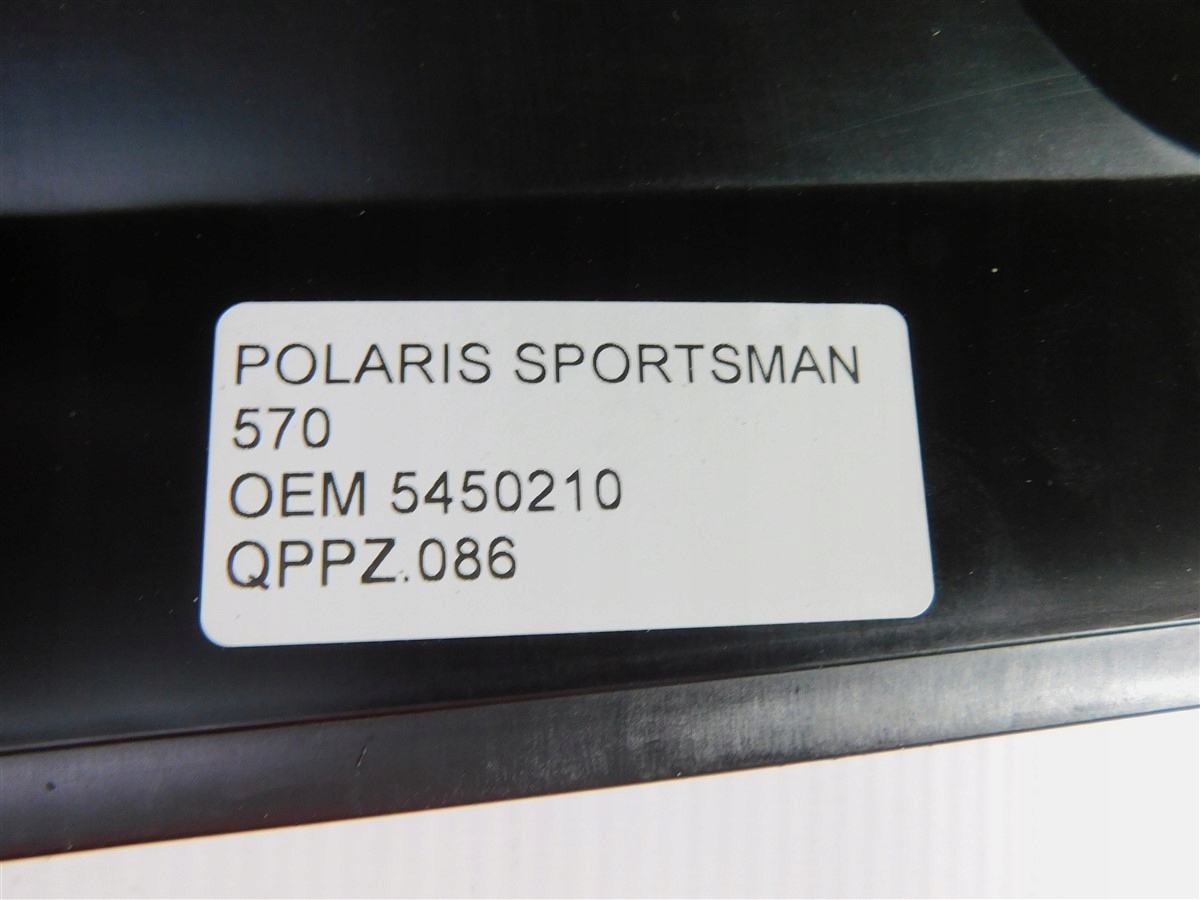 POLARIS SPORTSMAN
570
OEM 5450210
QPPZ.086